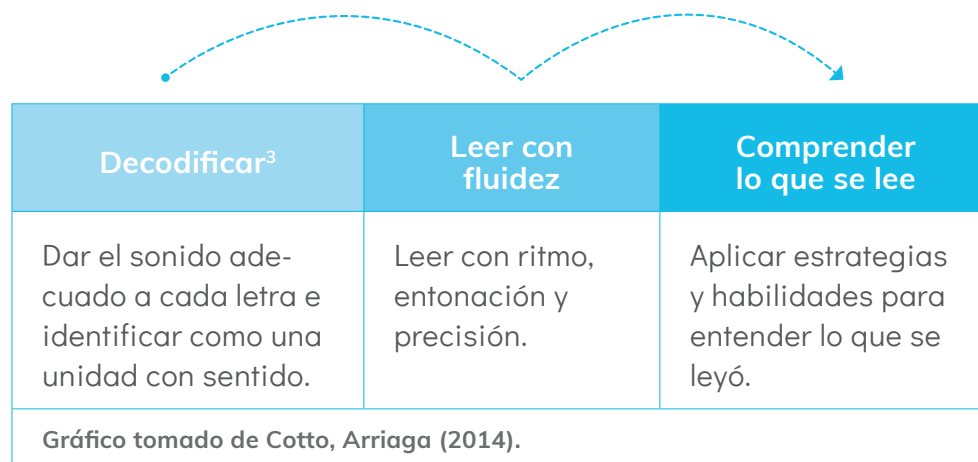 Decodificar³
Leer con
fluidez
Comprender
lo que se lee
Dar el sonido ade-
cuado a cada letra e
identificar como una
unidad con sentido.
Leer con ritmo,
entonación y
precisión.
Aplicar estrategias
y habilidades para
entender lo que se
leyó.
Gráfico tomado de Cotto, Arriaga (2014).